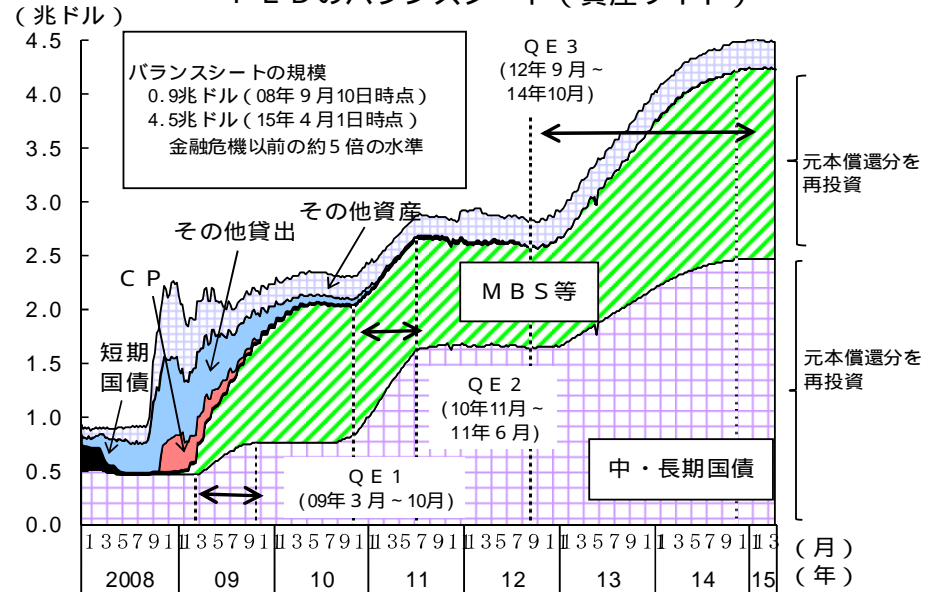 (兆ドル)
4.5
4.0
3.5
3.0
2.5
2.0
1.5
1.0
0.5
0.0
バランスシートの規模
0.9兆ドル(08年9月10日時点)
4.5兆ドル(15年4月1日時点)
金融危機以前の約5倍の水準
QE3
(12年9月~
14年10月)
元本償還分を
再投資
その他資産
その他貸出
CP
短期
国債
MBS等
元本償還分を
再投資
QE2
(10年11月~
11年6月)
中・長期国債
QE1
(09年3月~10月)
1 3 5 7 9 11 1 3 5 7 9 11 1 3 5 7 9 11 1 3 5 7 9 11 1 3 5 7 9 11 1 3 5 7 9 11 1 3 5 7 9 11 1 3
(月)
2008 09 10 11 12 13 14 15
(年)